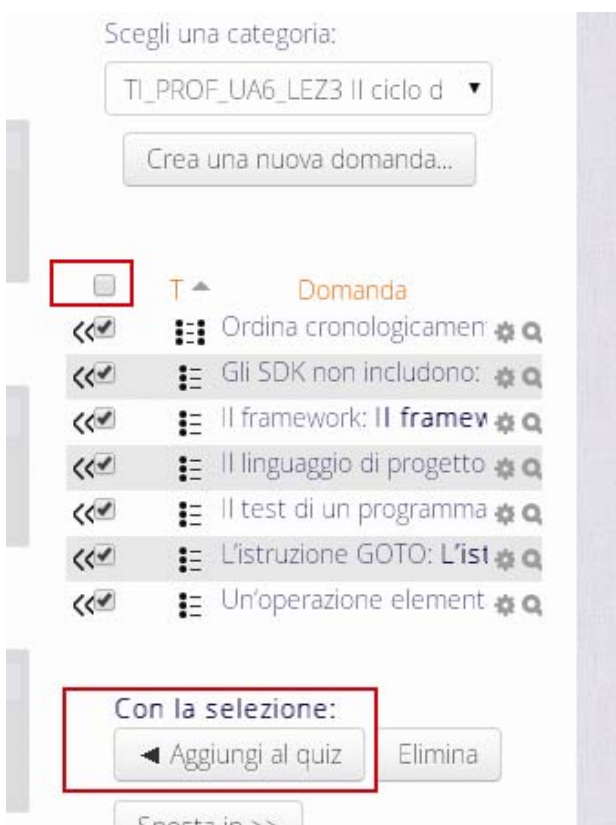 Scegli una categoria:
TI_PROF_UA6_LEZ3 Il ciclo d
Crea una nuova domanda...
T Domanda
Ordina cronologicamen
Gli SDK non includono:
Il framework: Il framew
Il linguaggio di progetto
Il test di un programma
L'istruzione GOTO: L'ist
Un'operazione element
Con la selezione:
Aggiungi al quiz Elimina
Sposta in >>